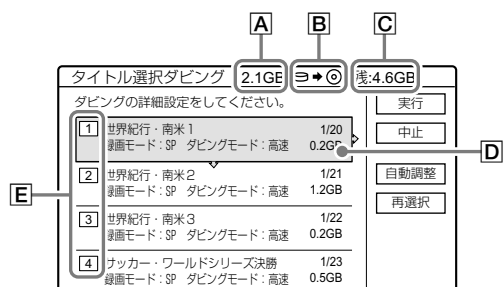 A B C
タイトル選択ダビング 2.1GB 残:4.6GB
ダビングの詳細設定をしてください。 実行
1 世界紀行・南米1 1/20 中止
録画モード:SP ダビングモード:高速 0.2GB D
2 世界紀行・南米2 1/21 自動調整
E 録画モード:SP ダビングモード:高速 1.2GB 再選択
3 世界紀行・南米3 1/22
録画モード:SP ダビングモード:高速 0.2GB
4 サッカー・ワールドシリーズ決勝 1/23
録画モード:SP ダビングモード:高速 0.5GB